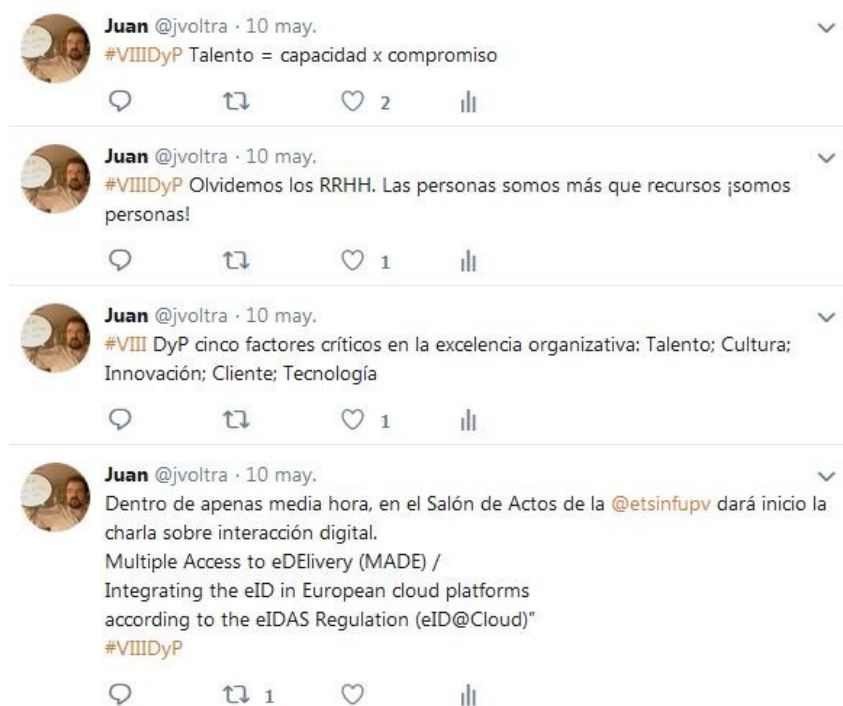 Juan @jvoltra · 10 may.
#VIIIDyP Talento = capacidad x compromiso
2
Juan @jvoltra · 10 may.
#VIIIDyP Olvidemos los RRHH. Las personas somos más que recursos ¡somos
personas!
1
Juan @jvoltra · 10 may.
#VIII DyP cinco factores críticos en la excelencia organizativa: Talento; Cultura;
Innovación; Cliente; Tecnología
1
Juan @jvoltra · 10 may.
Dentro de apenas media hora, en el Salón de Actos de la @etsinfupv dará inicio la
charla sobre interacción digital.
Multiple Access to eDElivery (MADE) /
Integrating the eID in European cloud platforms
according to the eIDAS Regulation (eID@Cloud)"
#VIIIDyP
1